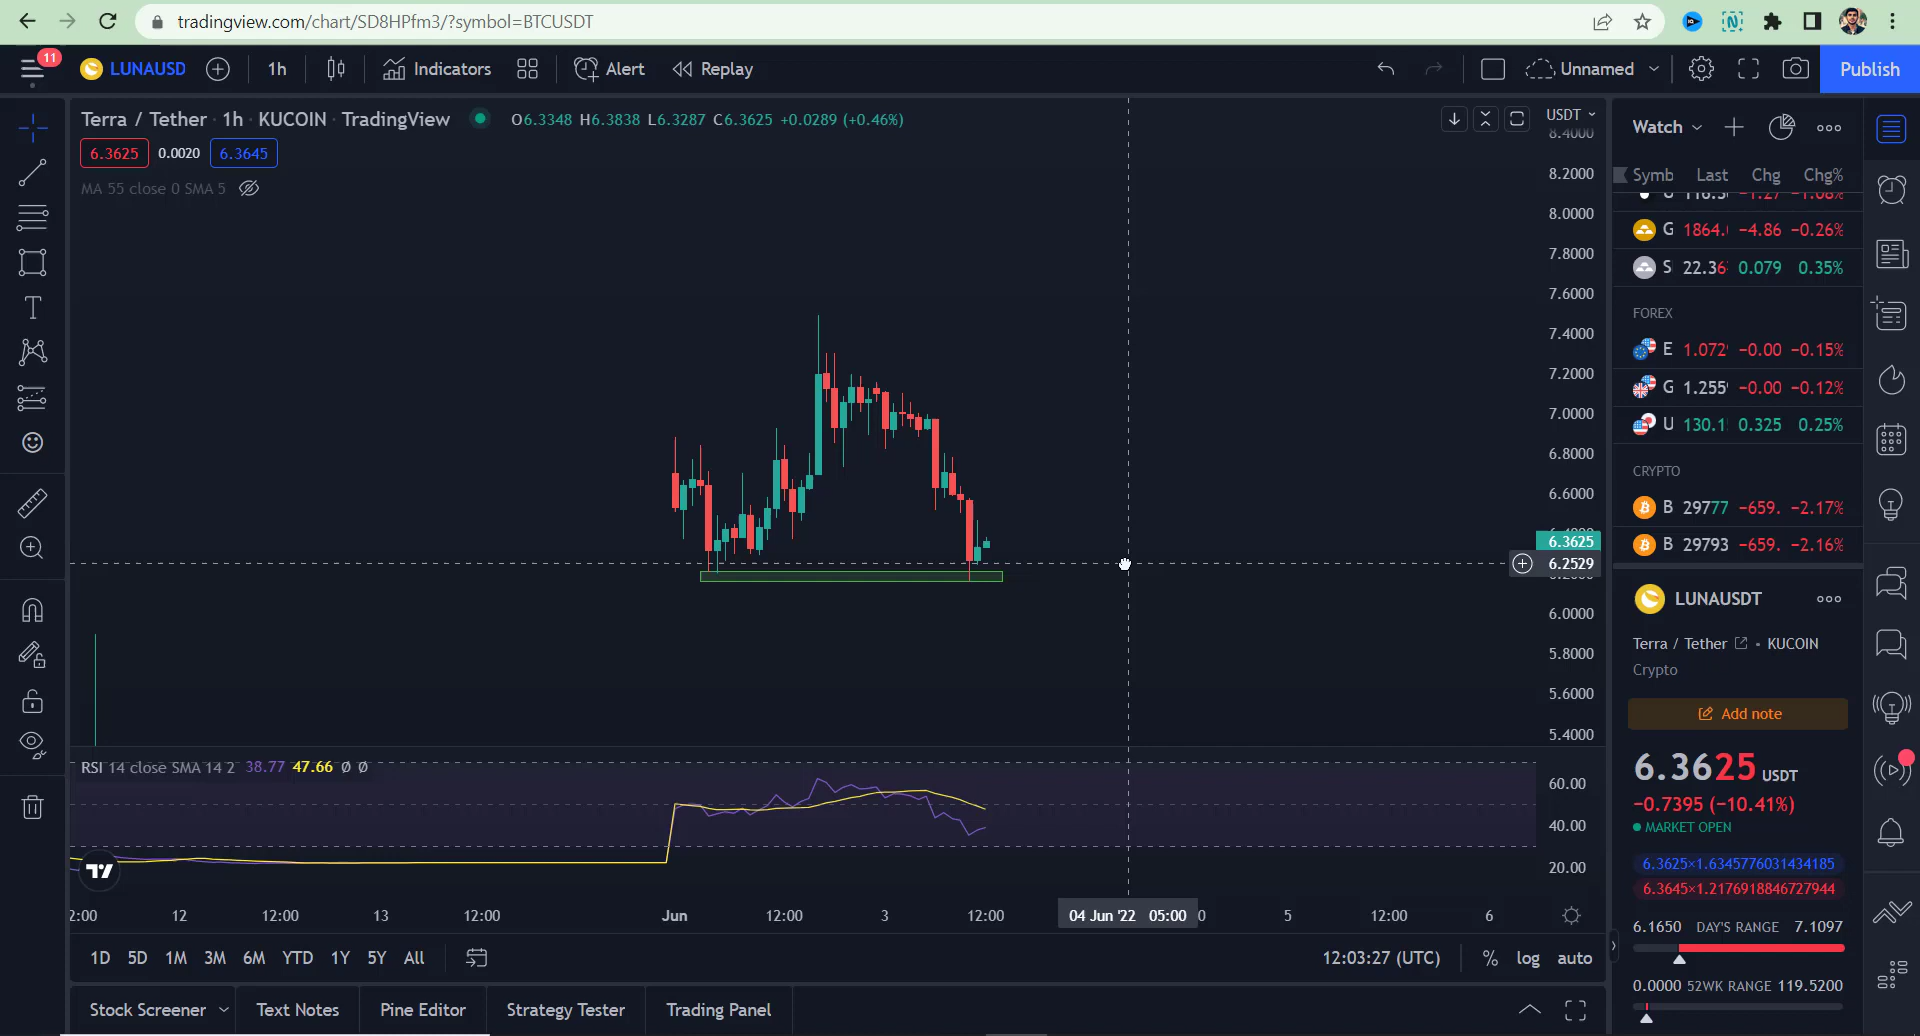 tradingview.com/chart/SD8HPfm3/?symbol=BTCUSDT
11
LUNAUSD
1h
Indicators
Alert
Replay
Unnamed
Publish
Terra / Tether · 1h · KUCOIN · TradingView
O6.3348 H6.3838 L6.3287 C6.3625 +0.0289 (+0.46%)
6.3625
0.0020
6.3645
MA 55 close 0 SMA 5
USDT
8.4000
8.2000
8.0000
7.8000
7.6000
7.4000
7.2000
7.0000
6.8000
6.6000
6.3625
6.2529
6.0000
5.8000
5.6000
5.4000
RSI 14 close SMA 14 2 38.77 47.66 Ø Ø
60.00
40.00
20.00
2:00 12 12:00 13 12:00 Jun 12:00 3 12:00 04 Jun '22 05:00 0 5 12:00 6
1D 5D 1M 3M 6M YTD 1Y 5Y All
12:03:27 (UTC) % log auto
Stock Screener
Text Notes
Pine Editor
Strategy Tester
Trading Panel
Watch
Symb Last Chg Chg%
G 1864. −4.86 −0.26%
S 22.36 0.079 0.35%
FOREX
E 1.072 −0.00 −0.15%
G 1.255 −0.00 −0.12%
U 130.1 0.325 0.25%
CRYPTO
B 29777 −659. −2.17%
B 29793 −659. −2.16%
LUNAUSDT
Terra / Tether · KUCOIN
Crypto
Add note
6.3625 USDT
−0.7395 (−10.41%)
MARKET OPEN
6.3625×1.6345776031434185
6.3645×1.2176918846727944
6.1650 DAY'S RANGE 7.1097
0.0000 52WK RANGE 119.5200